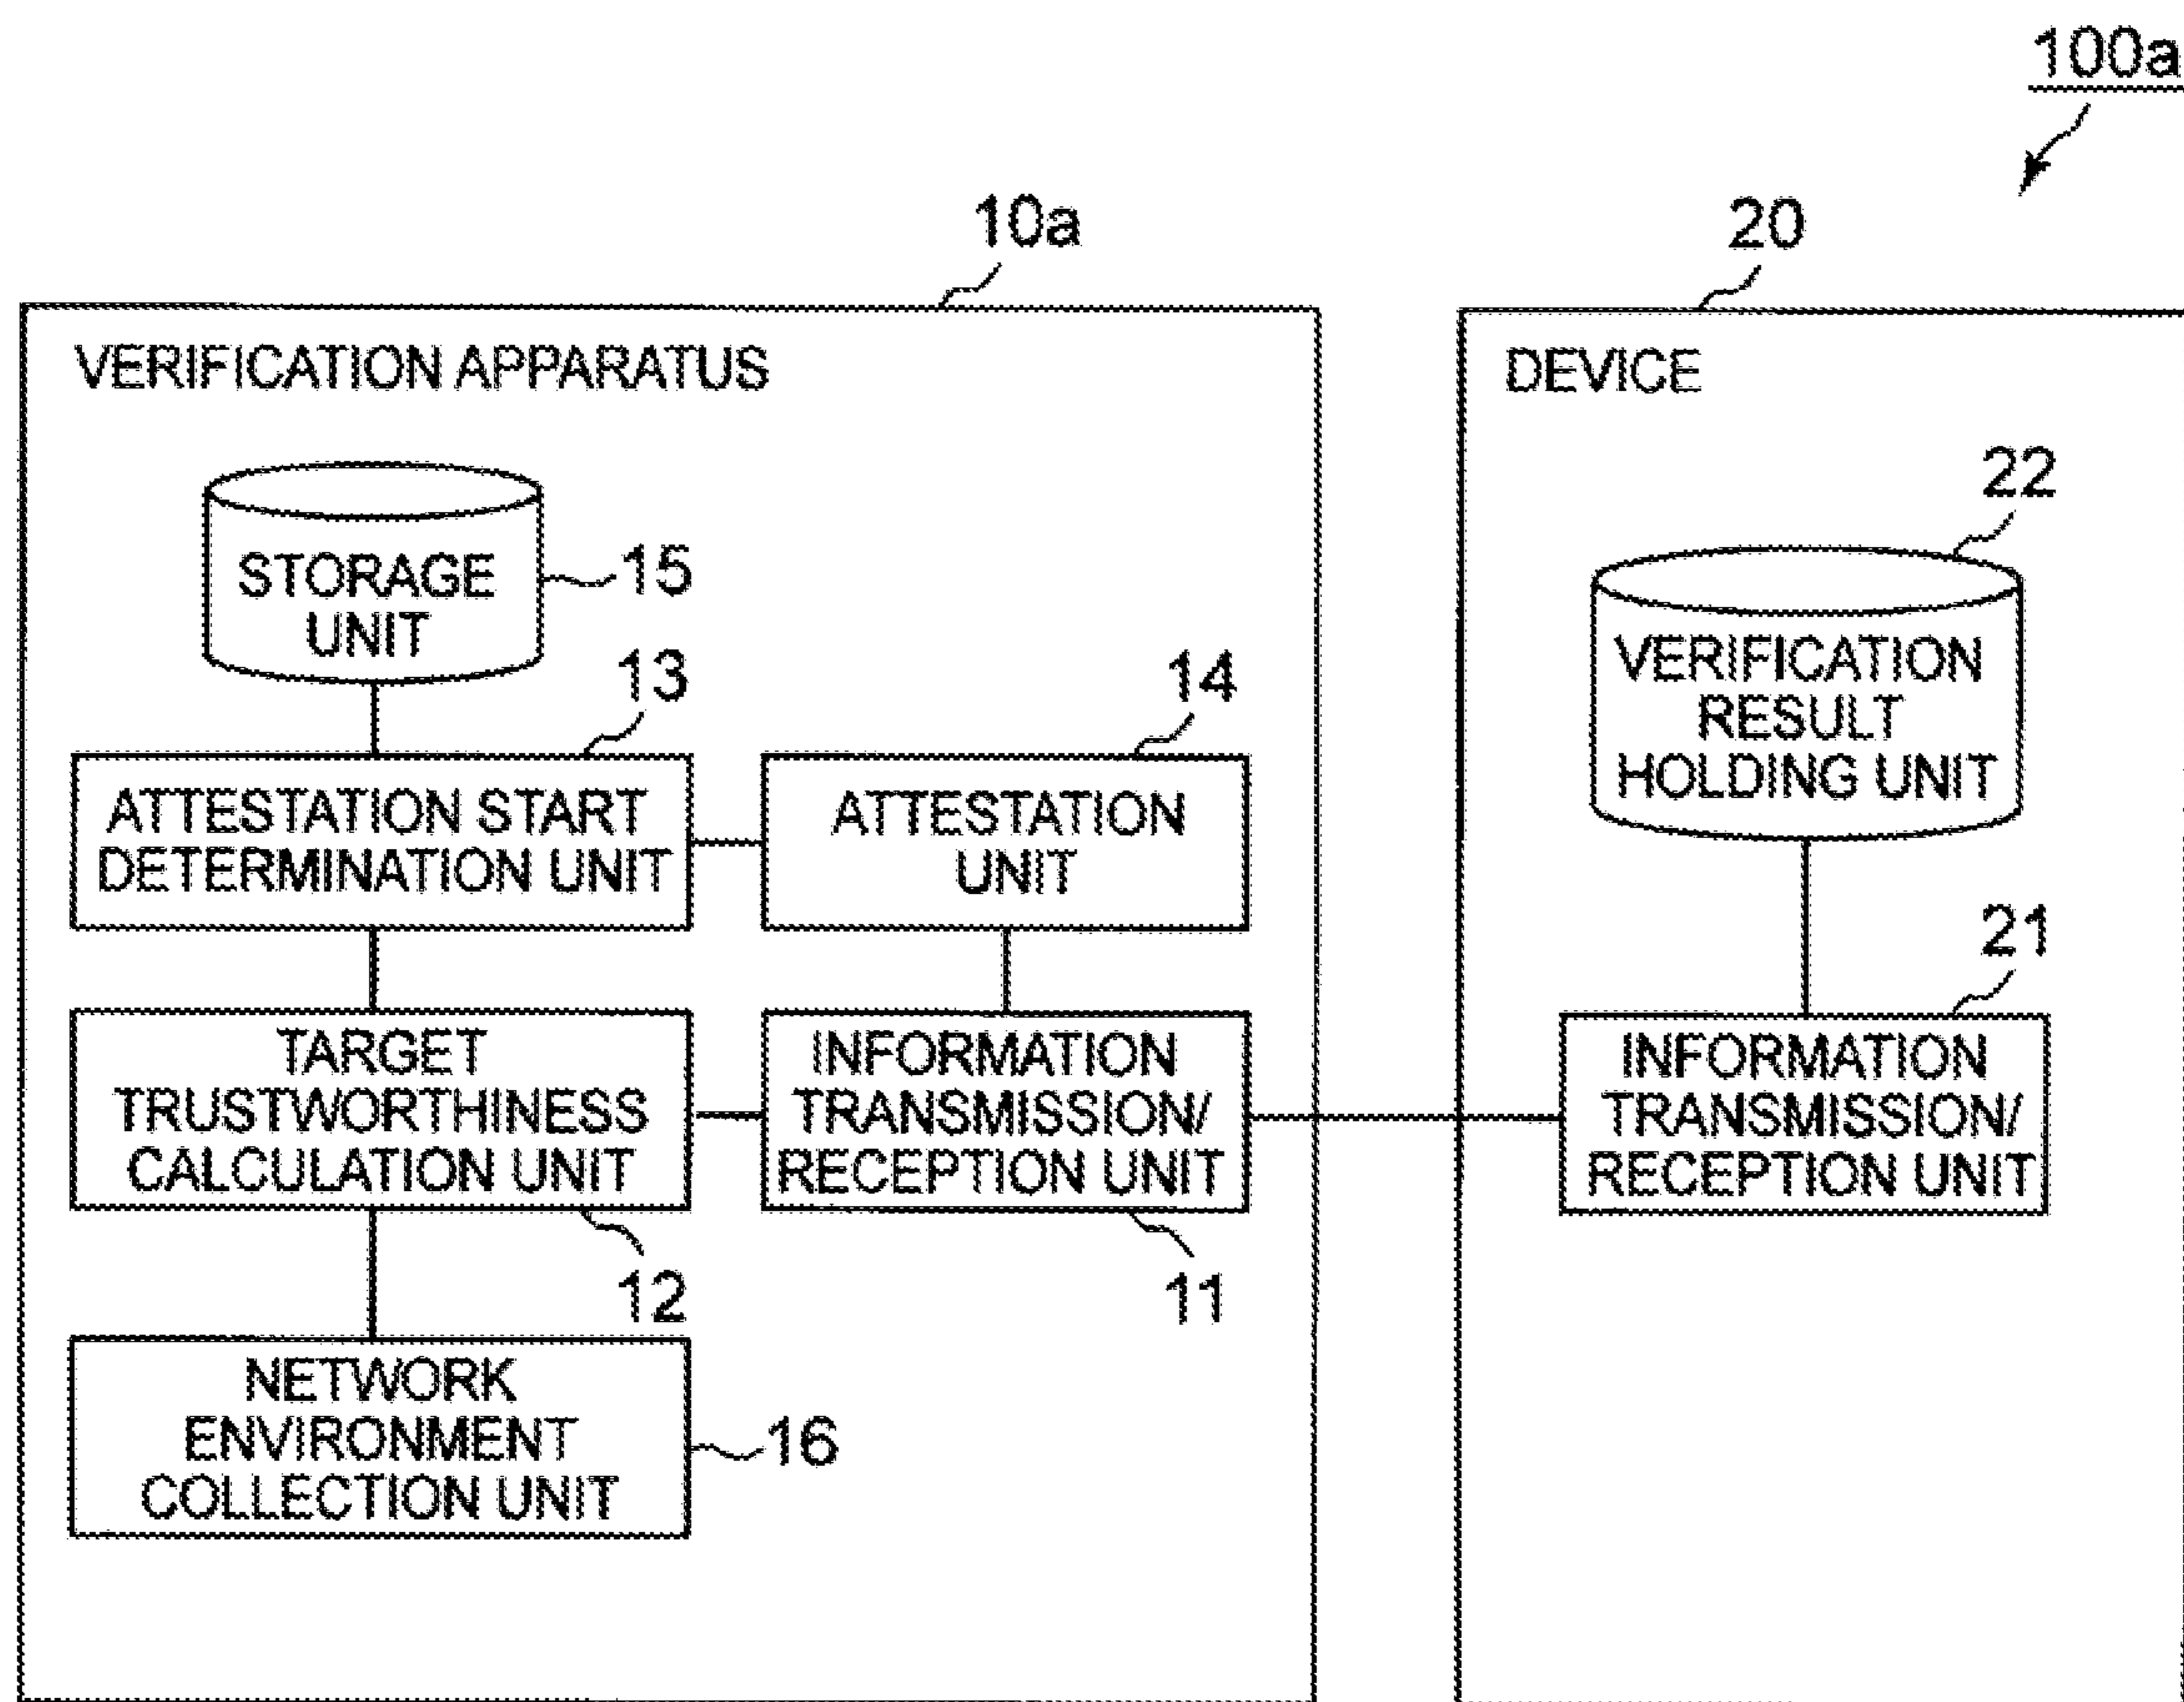 100a
10a
20
VERIFICATION APPARATUS
DEVICE
STORAGE
UNIT
15
22
VERIFICATION
RESULT
HOLDING UNIT
13
14
ATTESTATION START
DETERMINATION UNIT
ATTESTATION
UNIT
21
TARGET
TRUSTWORTHINESS
CALCULATION UNIT
INFORMATION
TRANSMISSION/
RECEPTION UNIT
INFORMATION
TRANSMISSION/
RECEPTION UNIT
12
11
NETWORK
ENVIRONMENT
COLLECTION UNIT
16